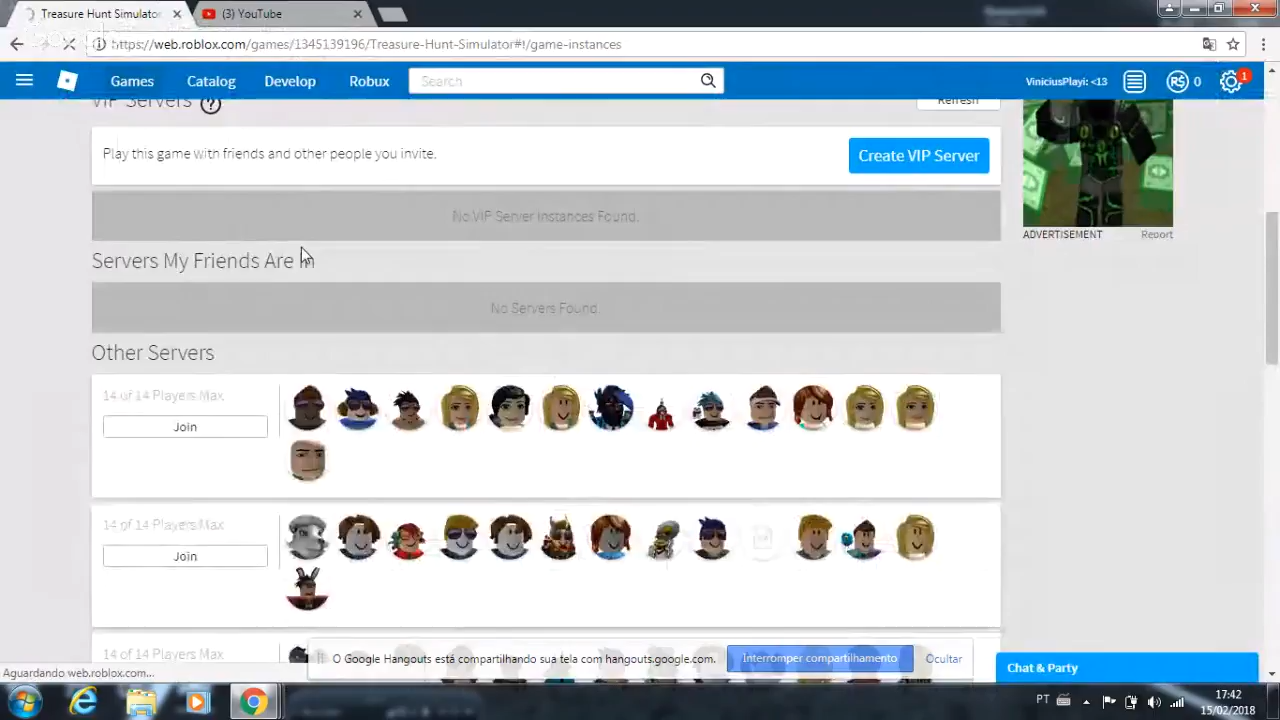 Treasure Hunt Simulator
(3) YouTube
https://web.roblox.com/games/1345139196/Treasure-Hunt-Simulator#!/game-instances
Games
Catalog
Develop
Robux
Search
ViniciusPlayi: <13
R$ 0
1
VIP Servers ?
Refresh
Play this game with friends and other people you invite.
Create VIP Server
No VIP Server Instances Found.
ADVERTISEMENT
Report
Servers My Friends Are In
No Servers Found.
Other Servers
14 of 14 Players Max
Join
14 of 14 Players Max
Join
14 of 14 Players Max
O Google Hangouts está compartilhando sua tela com hangouts.google.com.
Interromper compartilhamento
Ocultar
Chat & Party
Aguardando web.roblox.com...
PT
17:42
15/02/2018